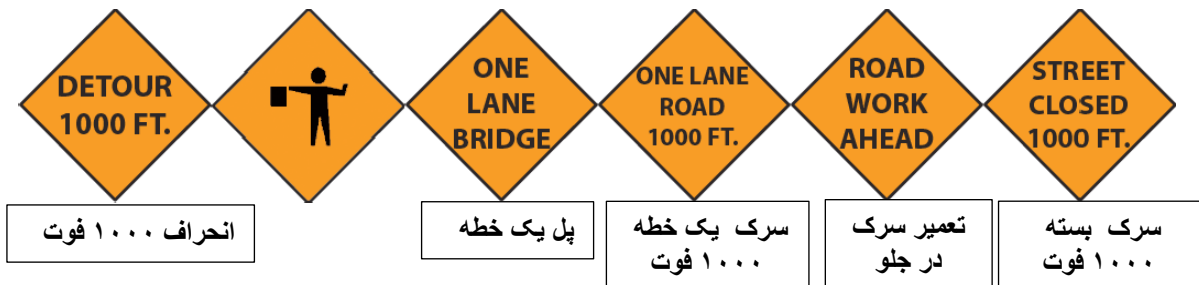 DETOUR
1000 FT.
ONE
LANE
BRIDGE
ONE LANE
ROAD
1000 FT.
ROAD
WORK
AHEAD
STREET
CLOSED
1000 FT.
انحراف ۱۰۰۰ فوت
پل یک خطه
سرک یک خطه
۱۰۰۰ فوت
تعمیر سرک
در جلو
سرک بسته
۱۰۰۰ فوت